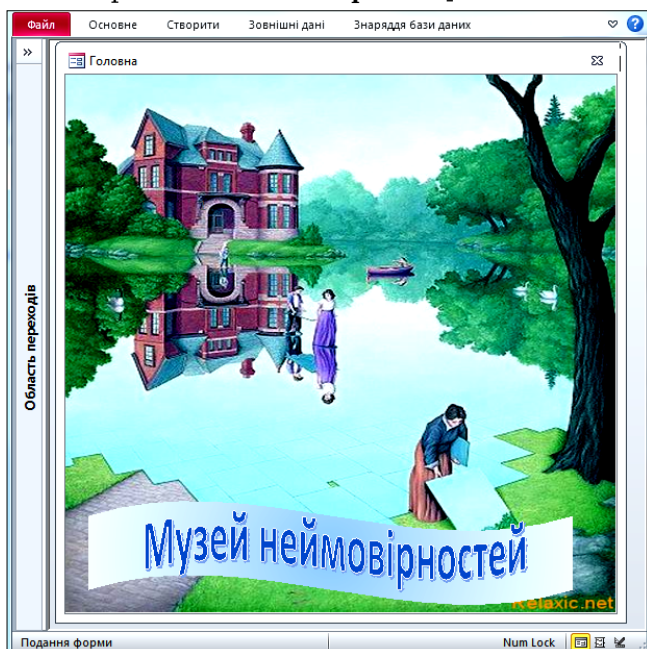 Файл Основне Створити Зовнішні дані Знаряддя бази даних
Головна
Область переходів
Музей неймовірностей
Relaxic.net
Подання форми Num Lock